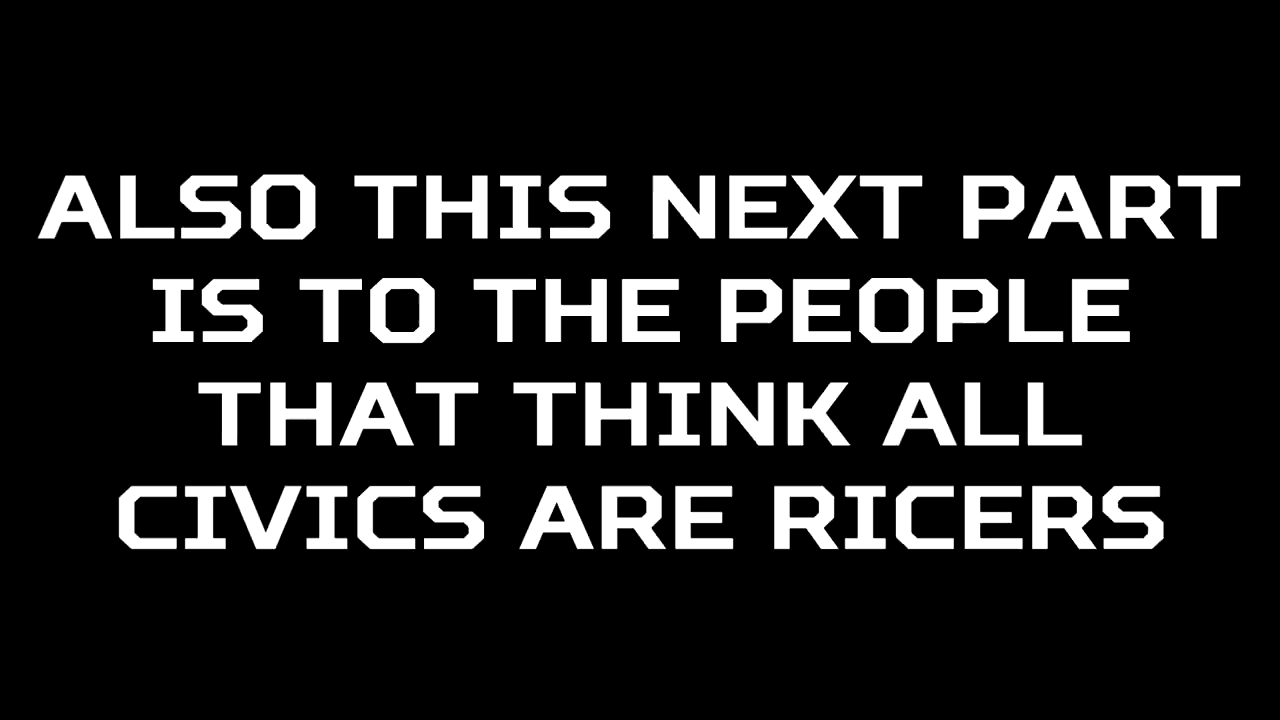 ALSO THIS NEXT PART
IS TO THE PEOPLE
THAT THINK ALL
CIVICS ARE RICERS